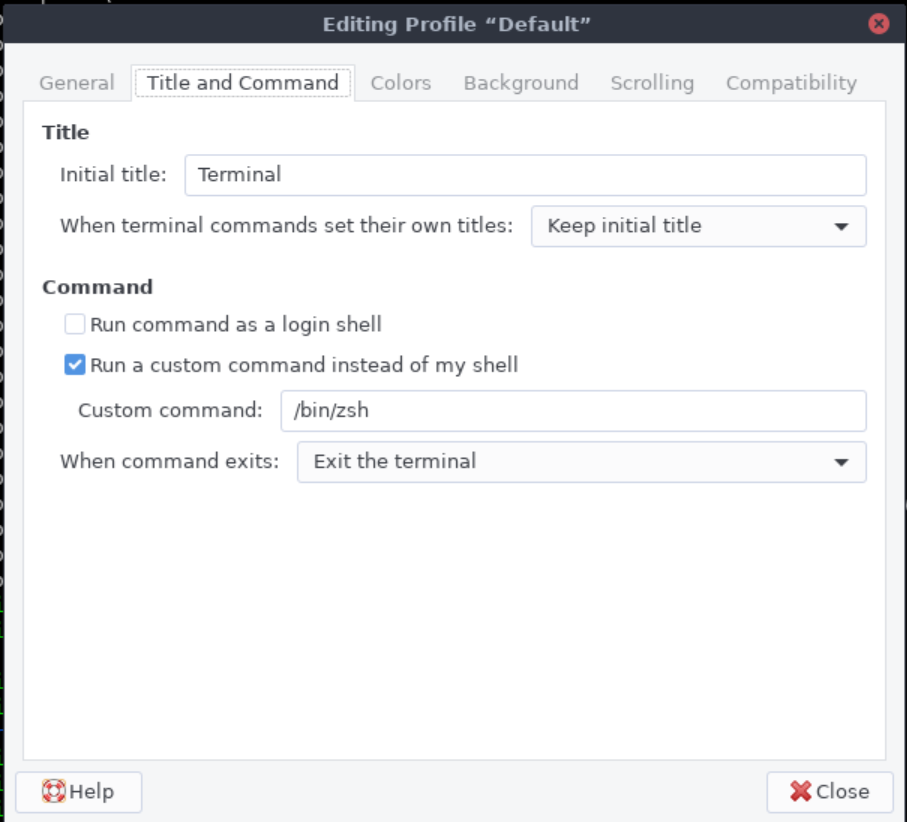 Editing Profile “Default”
General Title and Command Colors Background Scrolling Compatibility
Title
Initial title: Terminal
When terminal commands set their own titles: Keep initial title
Command
Run command as a login shell
Run a custom command instead of my shell
Custom command: /bin/zsh
When command exits: Exit the terminal
Help Close